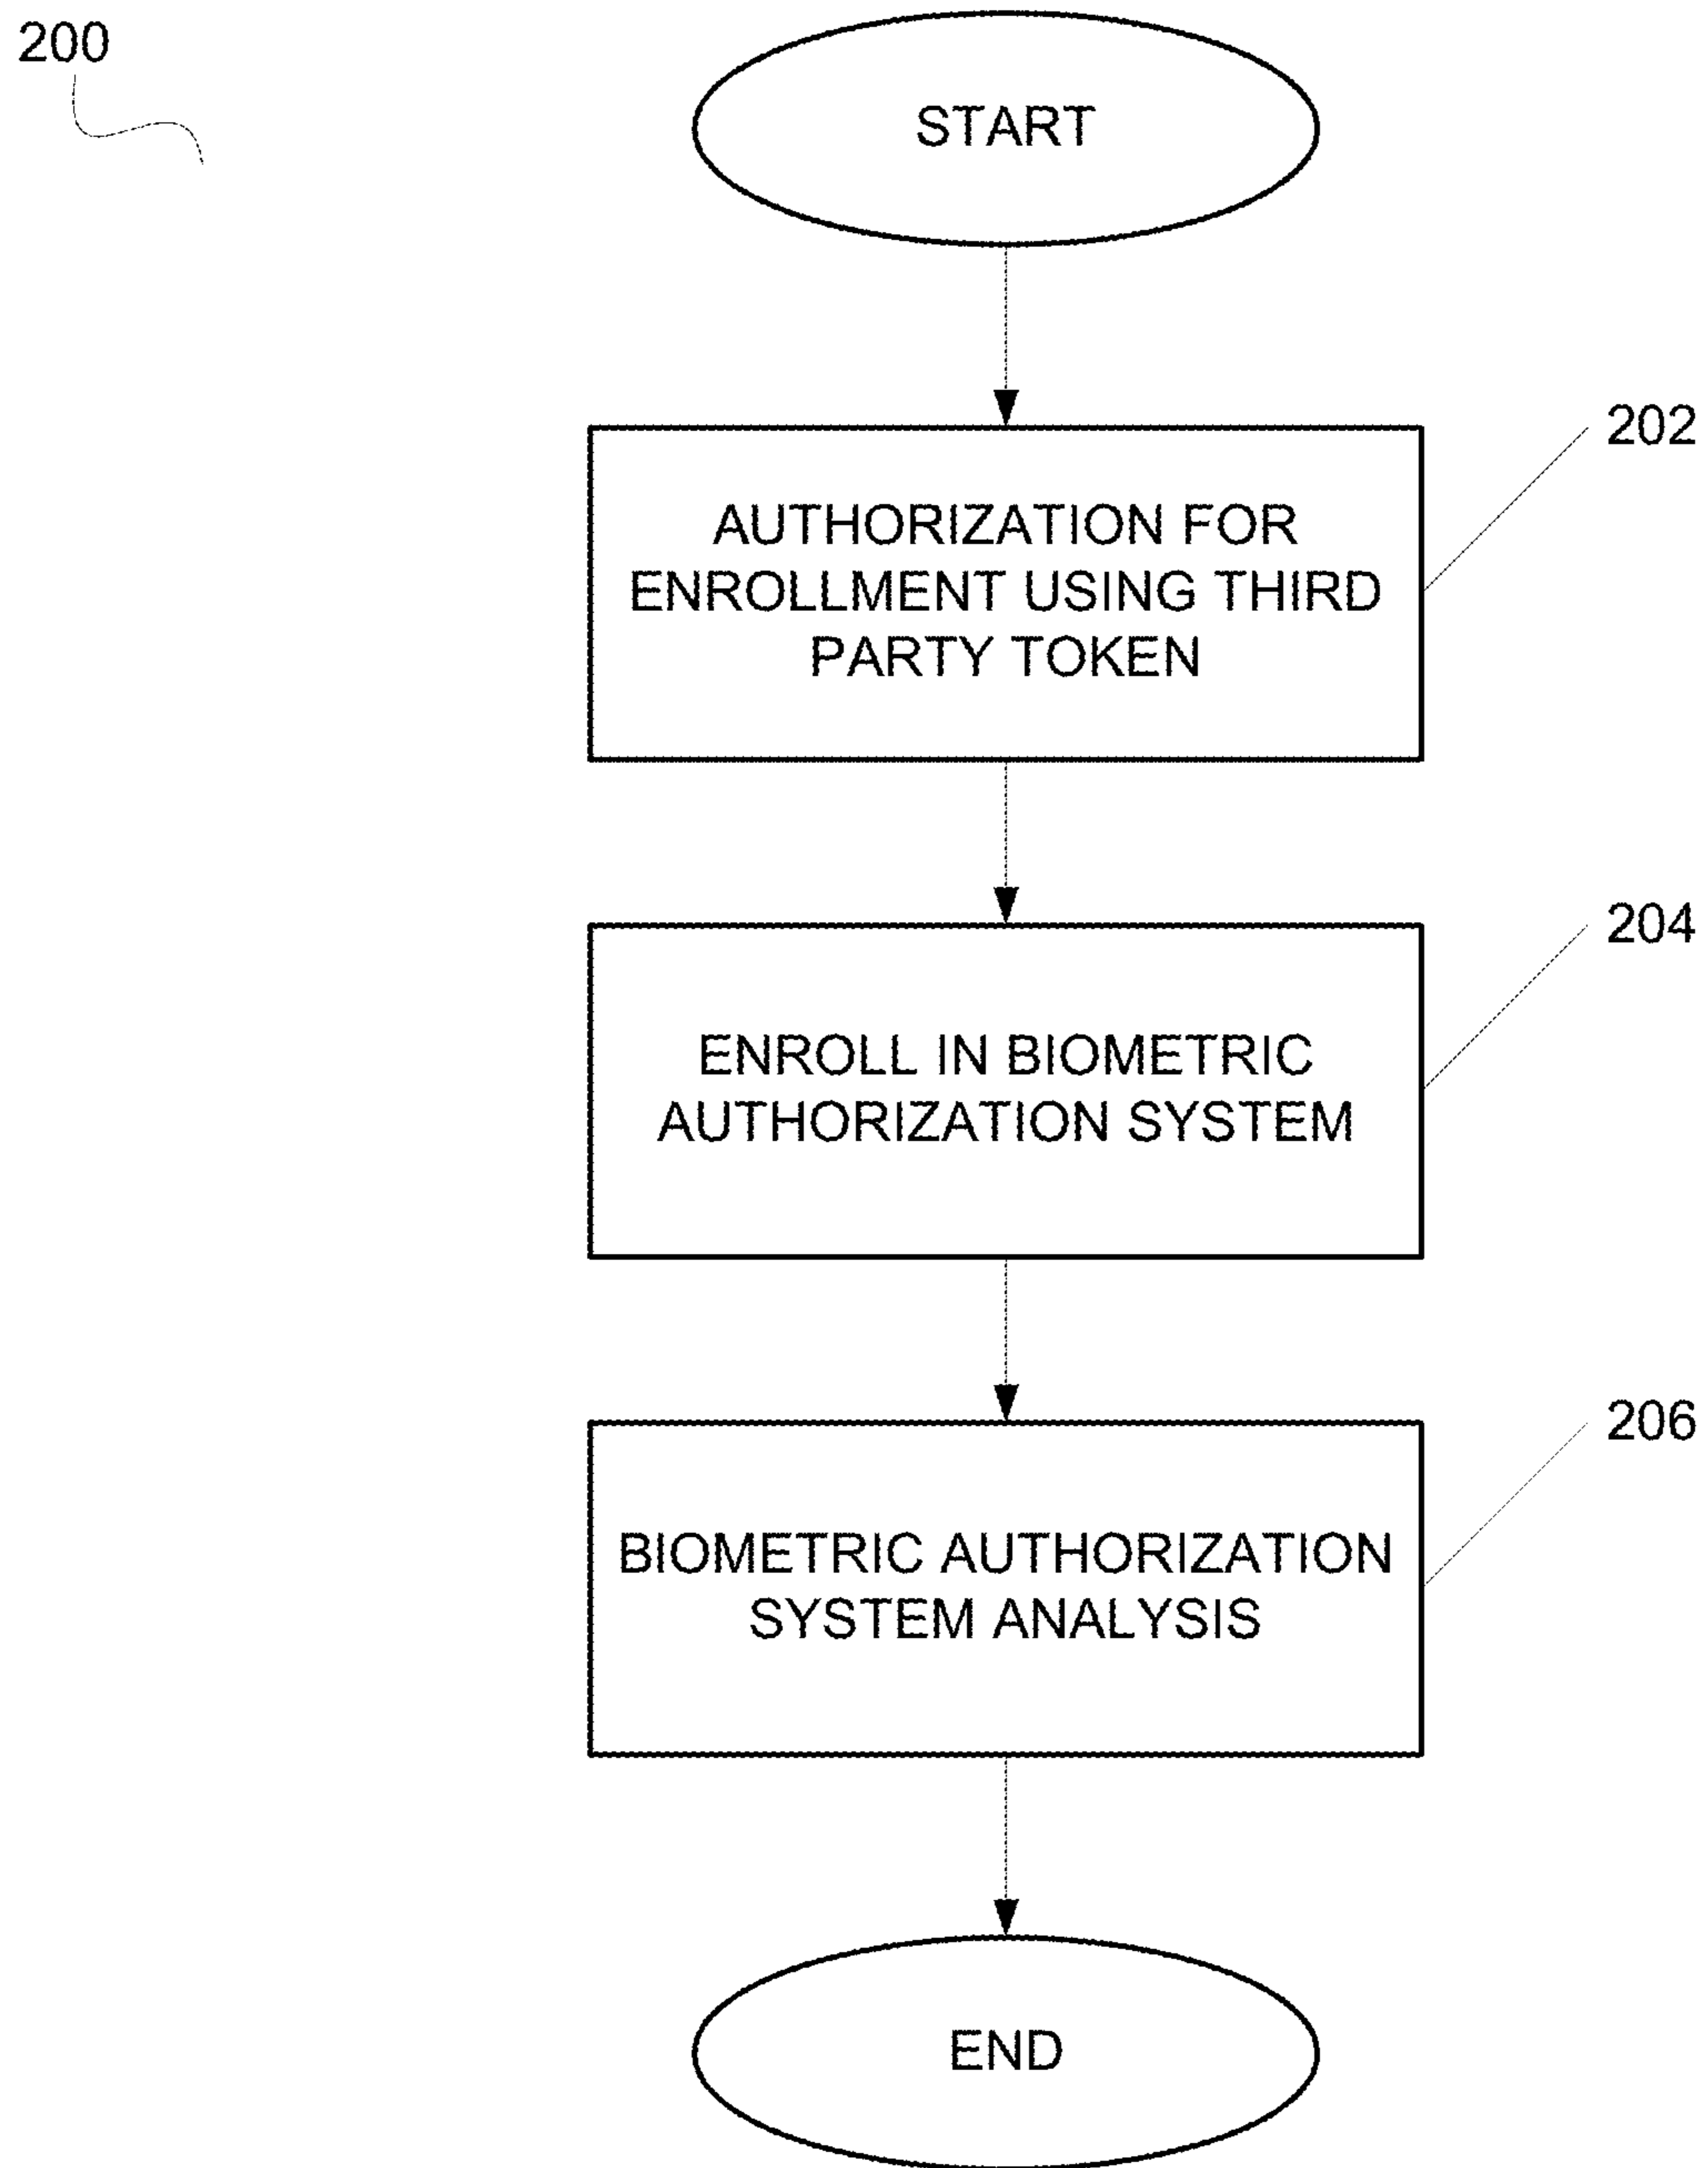 200
START
202
AUTHORIZATION FOR
ENROLLMENT USING THIRD
PARTY TOKEN
204
ENROLL IN BIOMETRIC
AUTHORIZATION SYSTEM
206
BIOMETRIC AUTHORIZATION
SYSTEM ANALYSIS
END